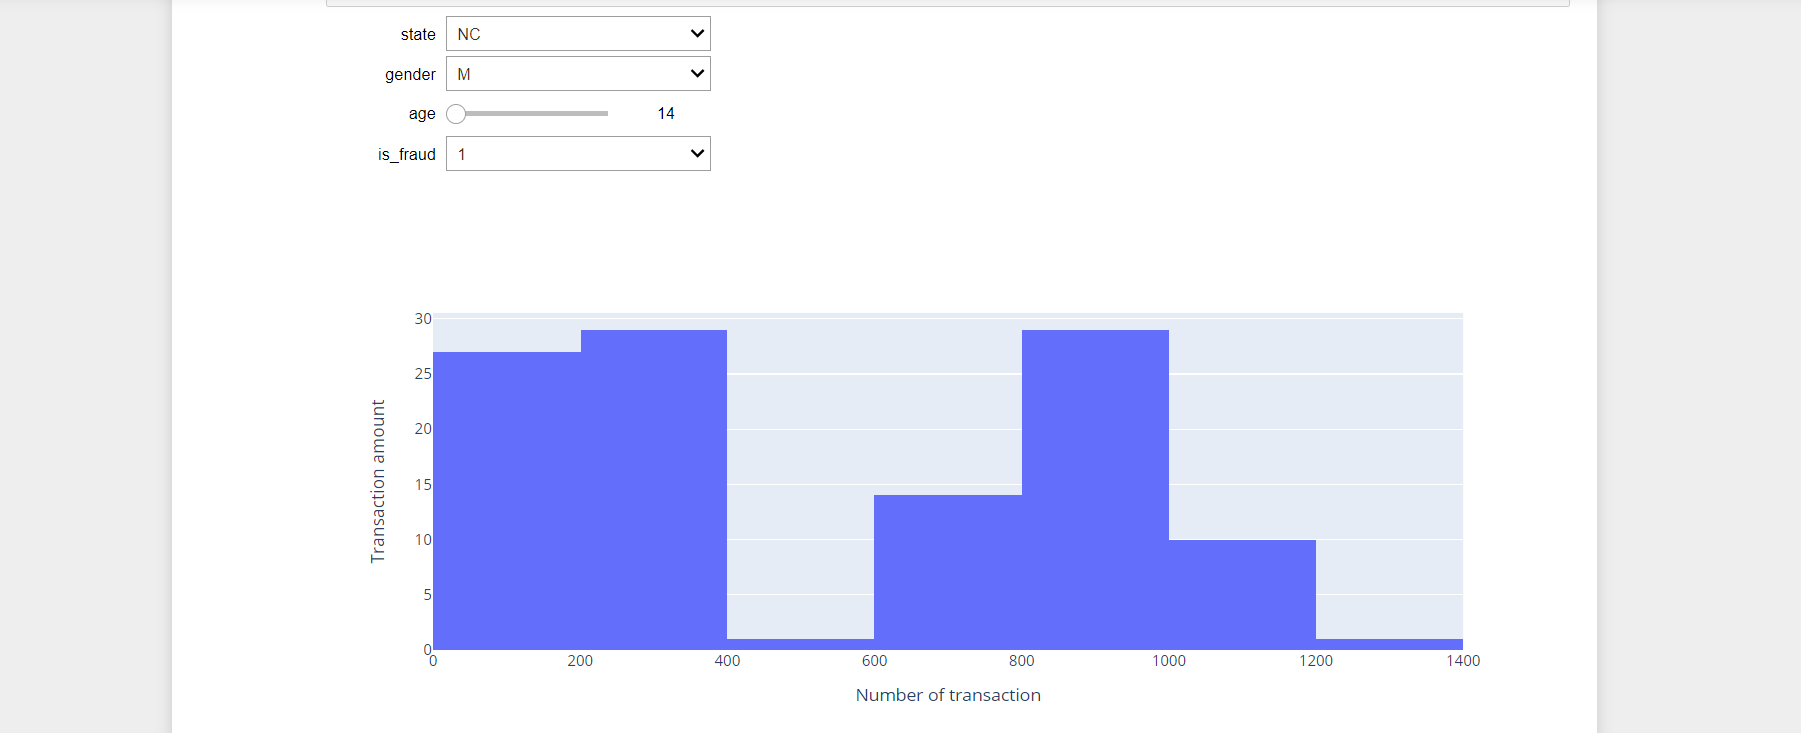 state NC
gender M
age 14
is_fraud 1
30
25
20
15
10
5
0
Transaction amount
0 200 400 600 800 1000 1200 1400
Number of transaction